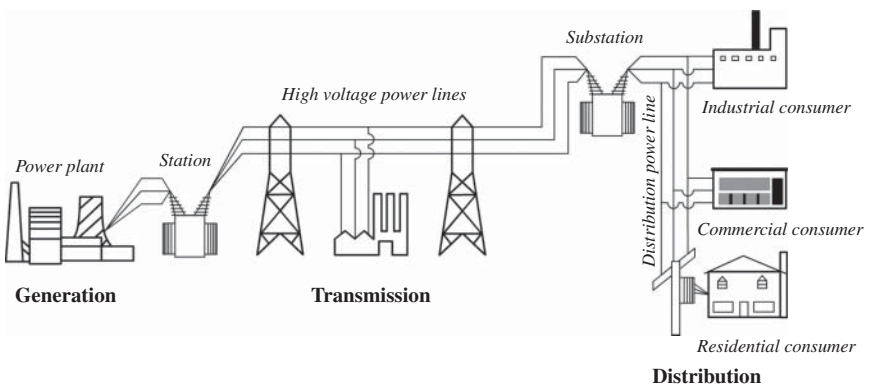 Substation
High voltage power lines
Industrial consumer
Power plant
Station
Distribution power line
Commercial consumer
Generation
Transmission
Residential consumer
Distribution